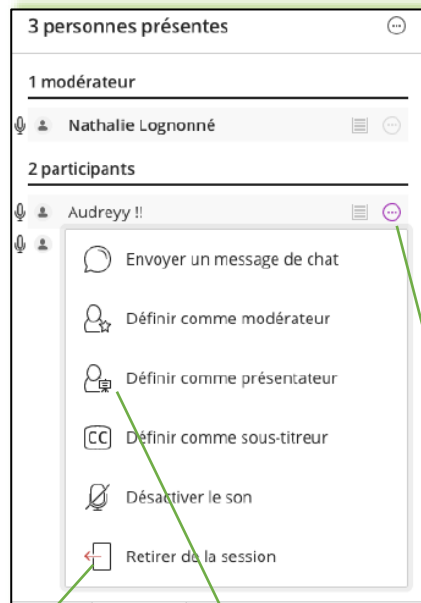 3 personnes présentes
1 modérateur
Nathalie Lognonné
2 participants
Audreyy !!
Envoyer un message de chat
Définir comme modérateur
Définir comme présentateur
CC Définir comme sous-titreur
Désactiver le son
Retirer de la session